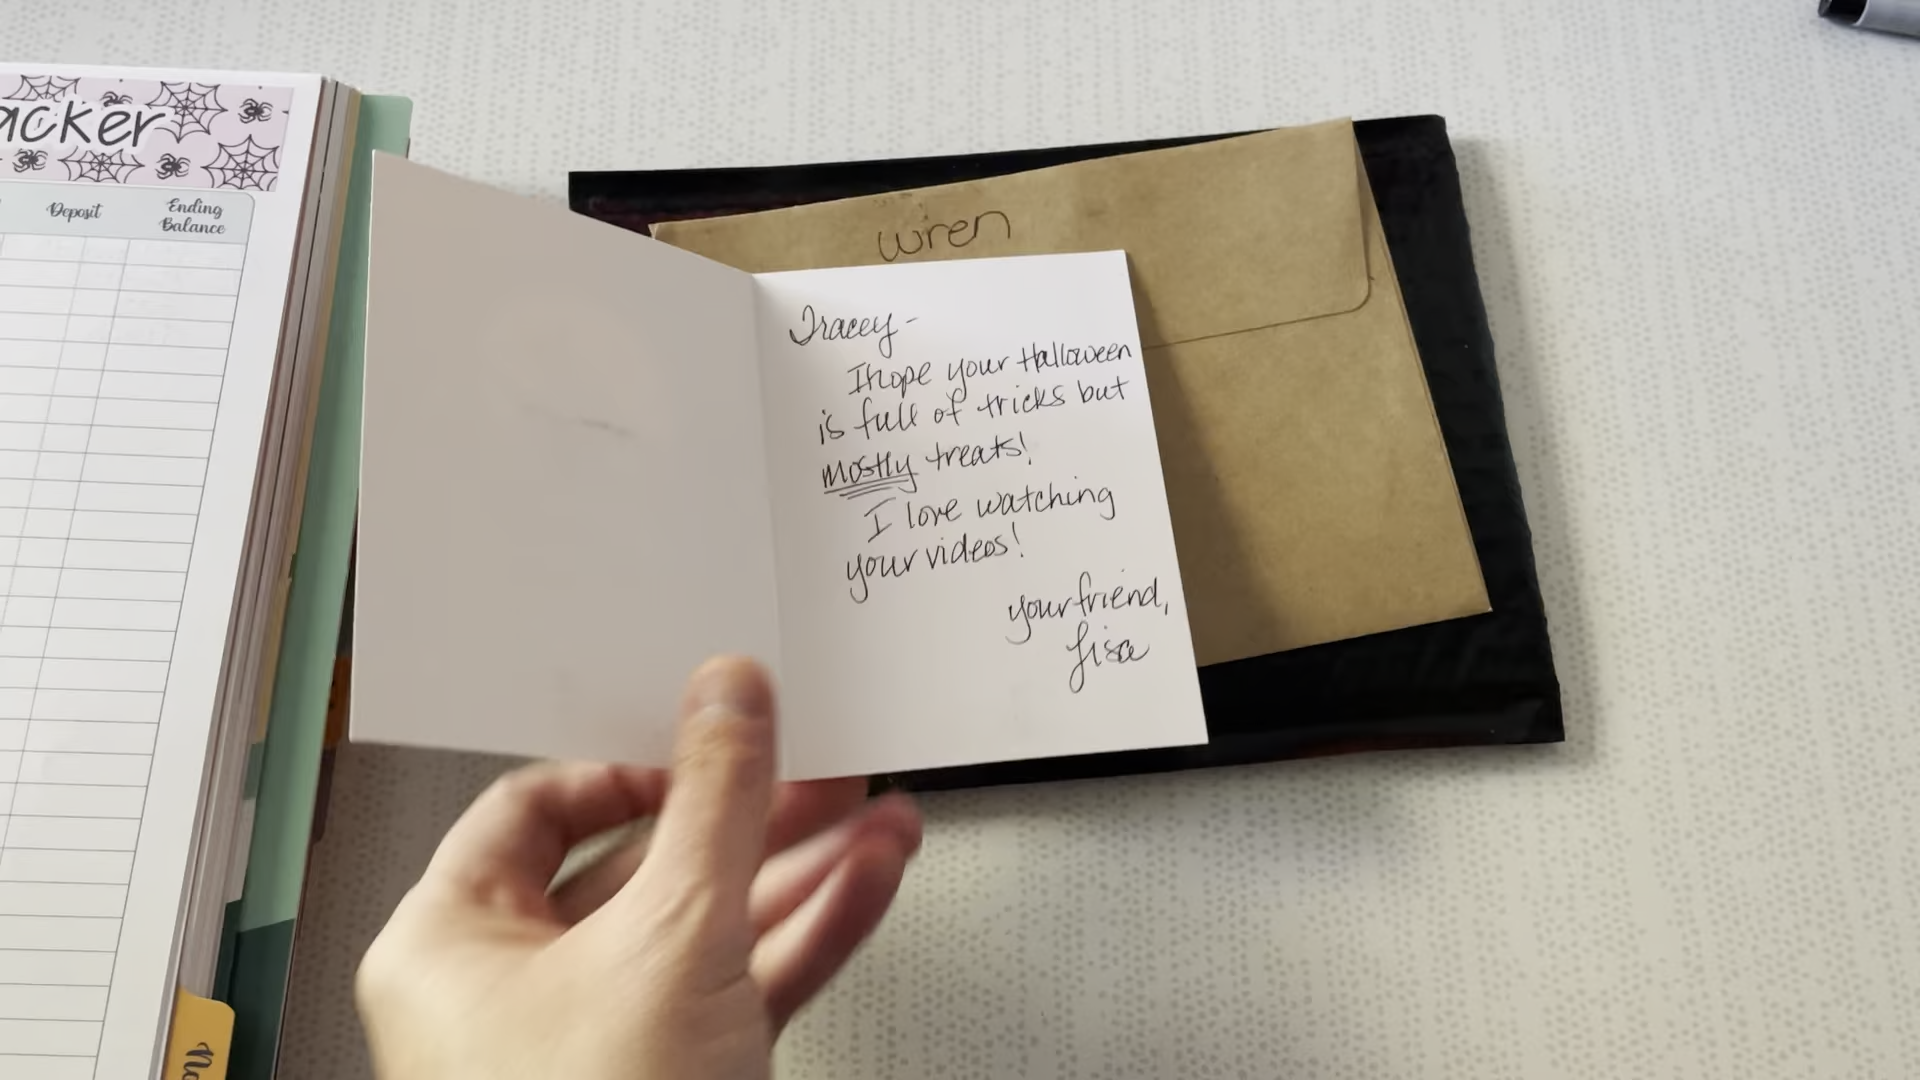 acker
Deposit
Ending
Balance
wren
Tracey-
I hope your Halloween
is full of tricks but
mostly treats!
I love watching
your videos!
your friend,
Lisa
No